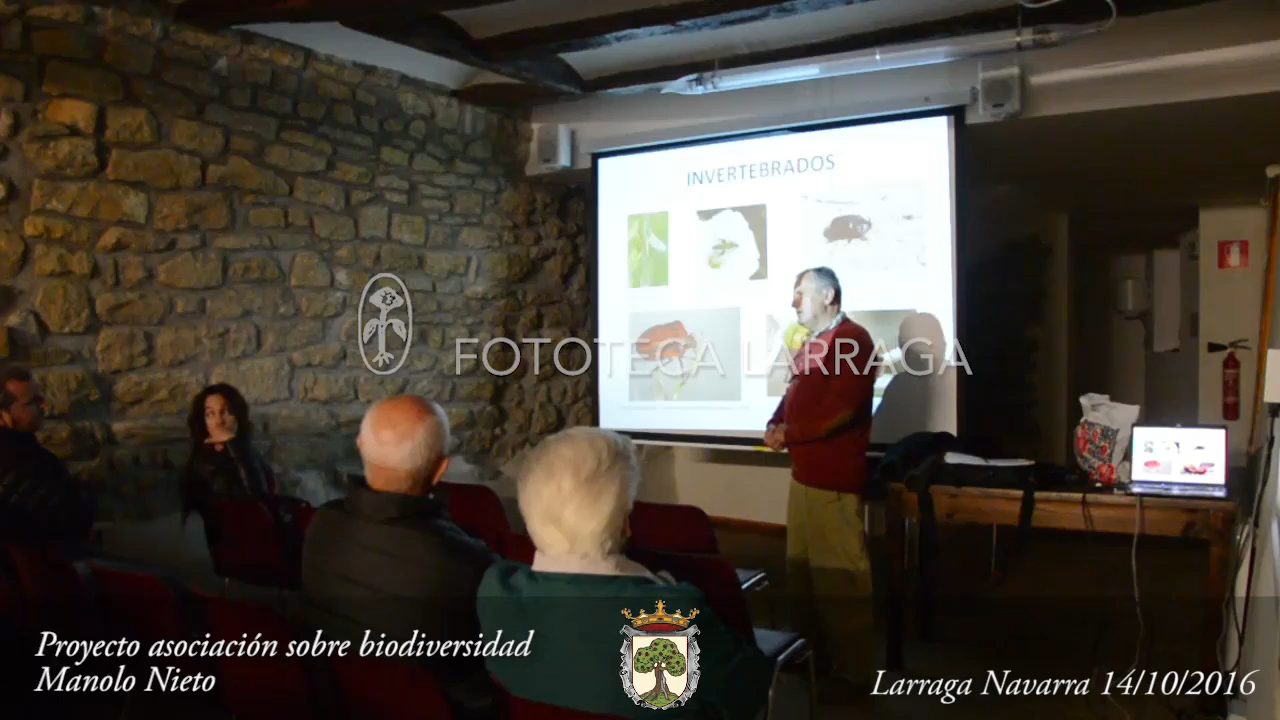 INVERTEBRADOS
FOTOTECA LARRAGA
Proyecto asociación sobre biodiversidad
Manolo Nieto
Larraga Navarra 14/10/2016